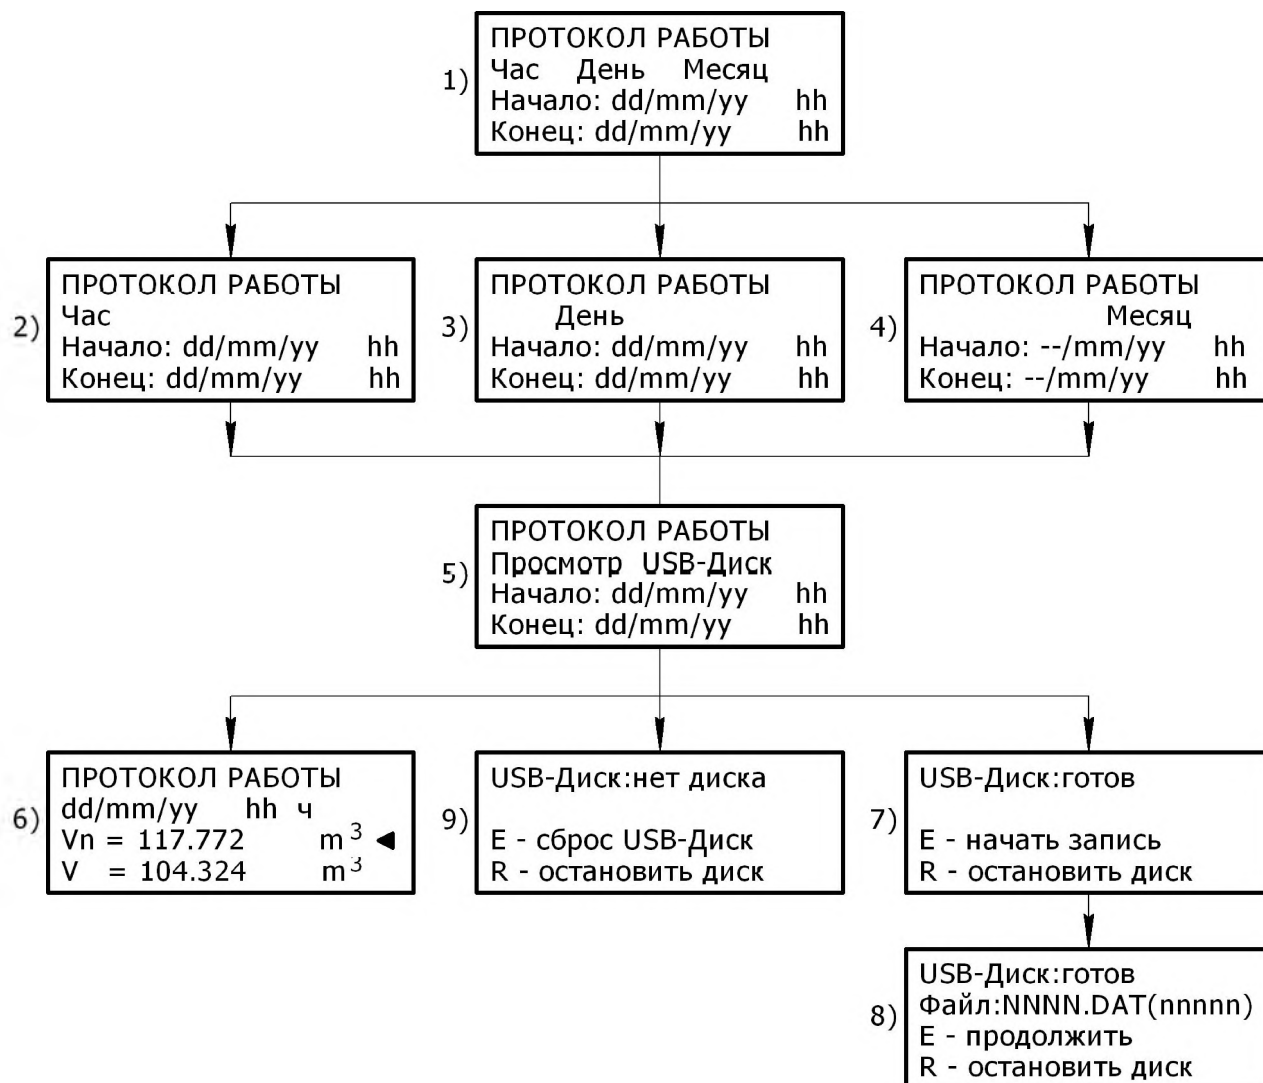 1)
ПРОТОКОЛ РАБОТЫ
Час День Месяц
Начало: dd/mm/yy hh
Конец: dd/mm/yy hh
2)
ПРОТОКОЛ РАБОТЫ
Час
Начало: dd/mm/yy hh
Конец: dd/mm/yy hh
3)
ПРОТОКОЛ РАБОТЫ
День
Начало: dd/mm/yy hh
Конец: dd/mm/yy hh
4)
ПРОТОКОЛ РАБОТЫ
Месяц
Начало: --/mm/yy hh
Конец: --/mm/yy hh
5)
ПРОТОКОЛ РАБОТЫ
Просмотр USB-Диск
Начало: dd/mm/yy hh
Конец: dd/mm/yy hh
6)
ПРОТОКОЛ РАБОТЫ
dd/mm/yy hh ч
Vn = 117.772 m³ ◄
V = 104.324 m³
9)
USB-Диск:нет диска
E - сброс USB-Диск
R - остановить диск
7)
USB-Диск:готов
E - начать запись
R - остановить диск
8)
USB-Диск:готов
Файл:NNNN.DAT(nnnnn)
E - продолжить
R - остановить диск